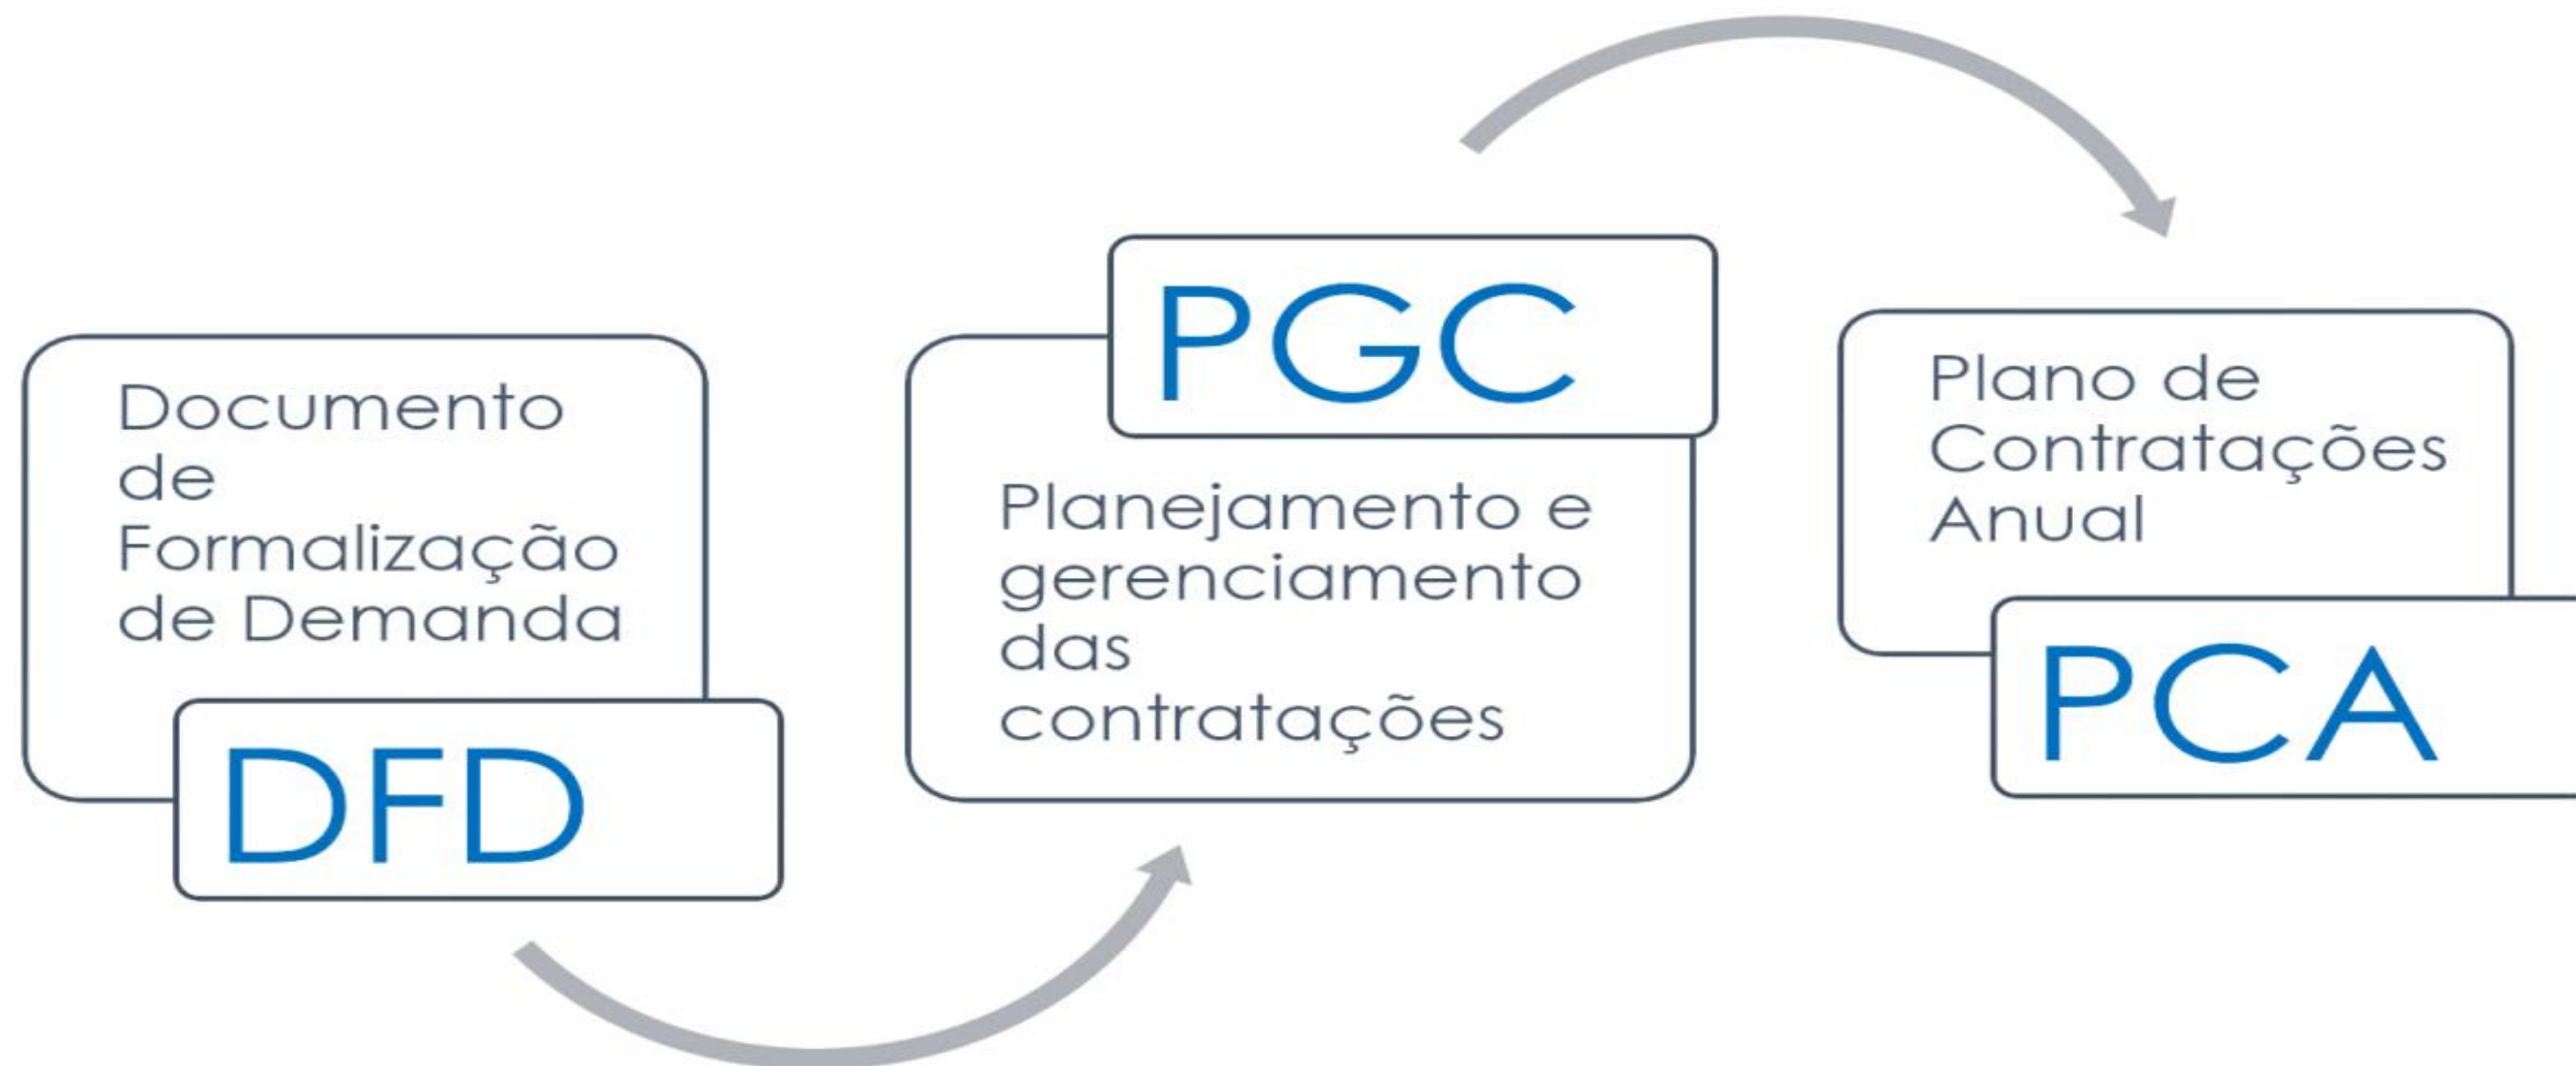 Documento
de
Formalização
de Demanda
DFD
PGC
Planejamento e
gerenciamento
das
contratações
Plano de
Contratações
Anual
PCA